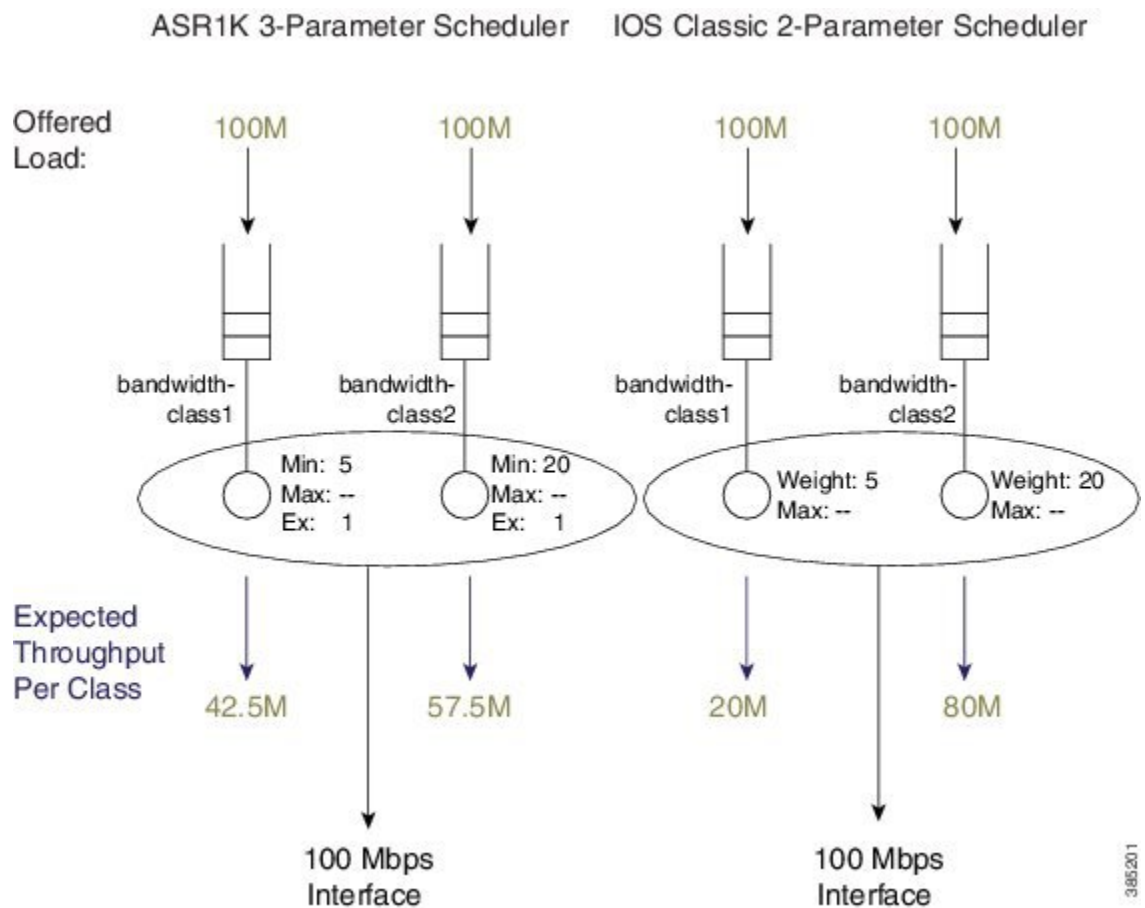 ASR1K 3-Parameter Scheduler
IOS Classic 2-Parameter Scheduler
Offered
Load:
100M
100M
100M
100M
bandwidth-
class1
bandwidth-
class2
bandwidth-
class1
bandwidth-
class2
Min: 5
Max: --
Ex: 1
Min: 20
Max: --
Ex: 1
Weight: 5
Max: --
Weight: 20
Max: --
Expected
Throughput
Per Class
42.5M
57.5M
20M
80M
100 Mbps
Interface
100 Mbps
Interface
385201